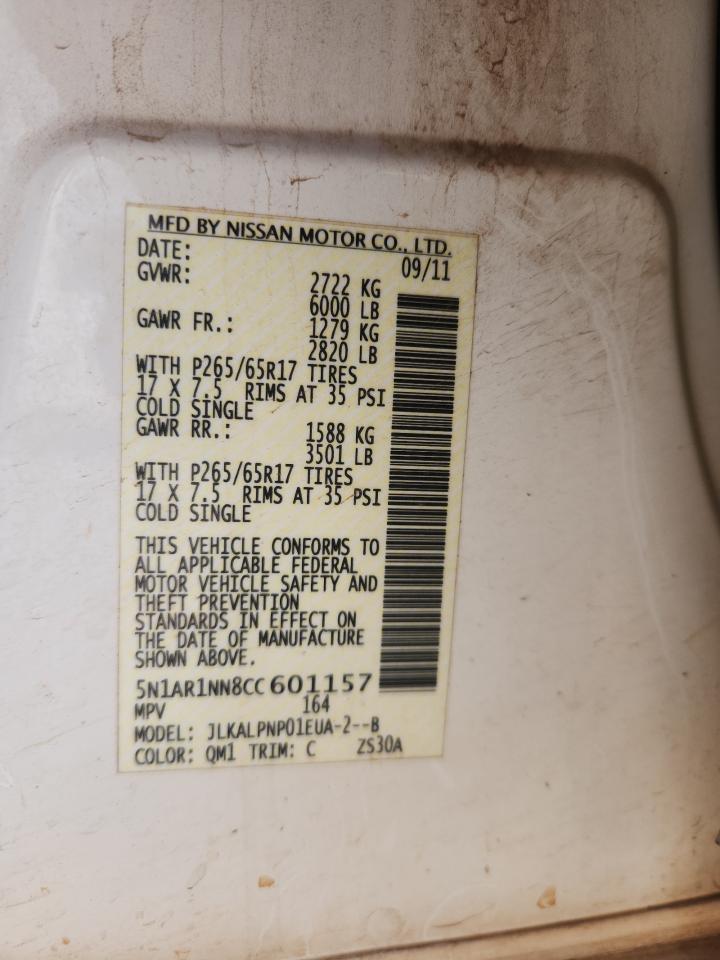 MFD BY NISSAN MOTOR CO., LTD.
DATE: 09/11
GVWR: 2722 KG
6000 LB
GAWR FR.: 1279 KG
2820 LB
WITH P265/65R17 TIRES
17 X 7.5 RIMS AT 35 PSI
COLD SINGLE
GAWR RR.: 1588 KG
3501 LB
WITH P265/65R17 TIRES
17 X 7.5 RIMS AT 35 PSI
COLD SINGLE
THIS VEHICLE CONFORMS TO
ALL APPLICABLE FEDERAL
MOTOR VEHICLE SAFETY AND
THEFT PREVENTION
STANDARDS IN EFFECT ON
THE DATE OF MANUFACTURE
SHOWN ABOVE.
5N1AR1NN8CC601157
MPV 164
MODEL: JLKALPNP01EUA-2--B
COLOR: QM1 TRIM: C ZS30A